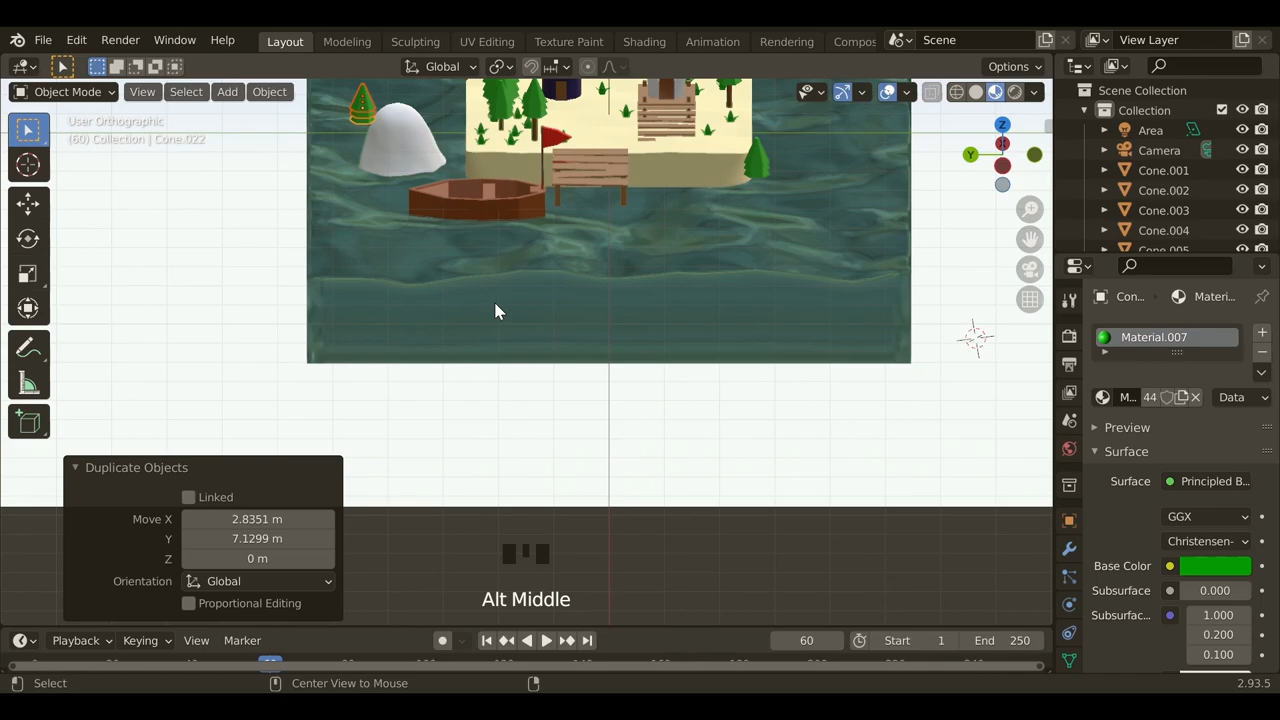 File Edit Render Window Help Layout Modeling Sculpting UV Editing Texture Paint Shading Animation Rendering Compos Scene View Layer
Global Options
Object Mode View Select Add Object
Scene Collection
Collection
Area
Camera
Cone.001
Cone.002
Cone.003
Cone.004
Cone.005
User Orthographic
(60) Collection | Cone.022
Z
Y
Con... Materi...
Material.007
M... 44 Data
Preview
Surface
Surface Principled B...
GGX
Christensen-
Base Color
Subsurface 0.000
Subsurfac... 1.000
0.200
0.100
Duplicate Objects
Linked
Move X 2.8351 m
Y 7.1299 m
Z 0 m
Orientation Global
Proportional Editing
Alt Middle
Playback Keying View Marker 60 Start 1 End 250
Select Center View to Mouse 2.93.5